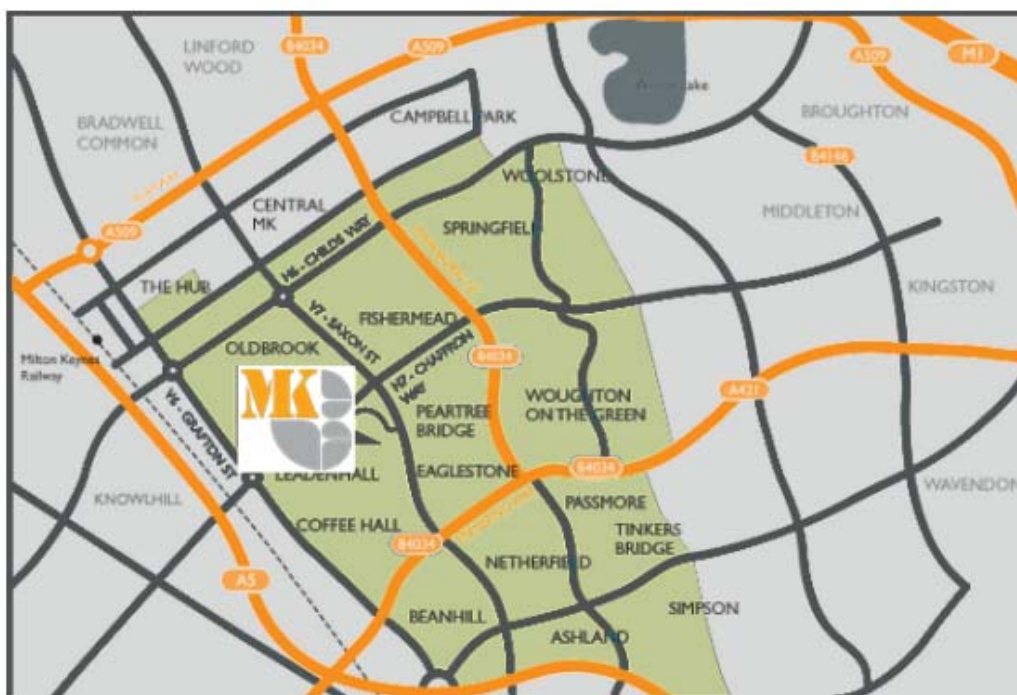 LINFORD
WOOD
B4034
A509
A509
M1
BRADWELL
COMMON
CAMPBELL PARK
BROUGHTON
B4146
CENTRAL
MK
WOOLSTONE
SPRINGFIELD
MIDDLETON
A509
H6 - CHILDS WAY
THE HUB
V7 - SAXON ST
KINGSTON
FISHERMEAD
OLDBROOK
H7 - CHAFFRON
WAY
B4034
Milton Keynes
Railway
MK
PEARTREE
BRIDGE
WOUGHTON
ON THE GREEN
A421
V6 - GRAFTON ST
LEADENHALL
EAGLESTONE
B4034
KNOWLHILL
PASSMORE
WAVENDON
COFFEE HALL
TINKERS
BRIDGE
B4034
NETHERFIELD
A5
BEANHILL
SIMPSON
ASHLAND